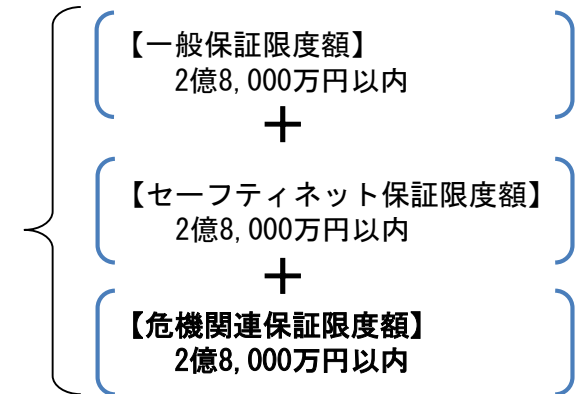 【一般保証限度額】
2億8,000万円以内
＋
【セーフティネット保証限度額】
2億8,000万円以内
＋
【危機関連保証限度額】
2億8,000万円以内